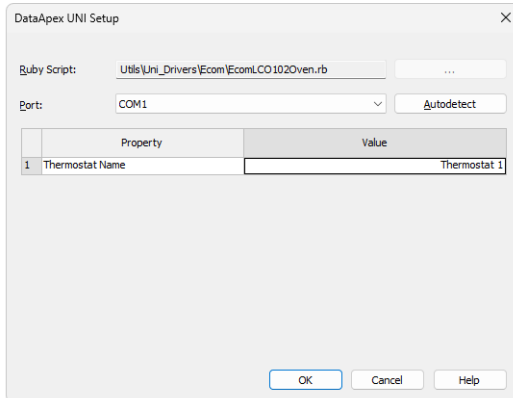 DataApex UNI Setup
Ruby Script: Utils\Uni_Drivers\Ecom\EcomLCO102Oven.rb ...
Port: COM1 Autodetect
Property Value
1 Thermostat Name Thermostat 1
OK Cancel Help